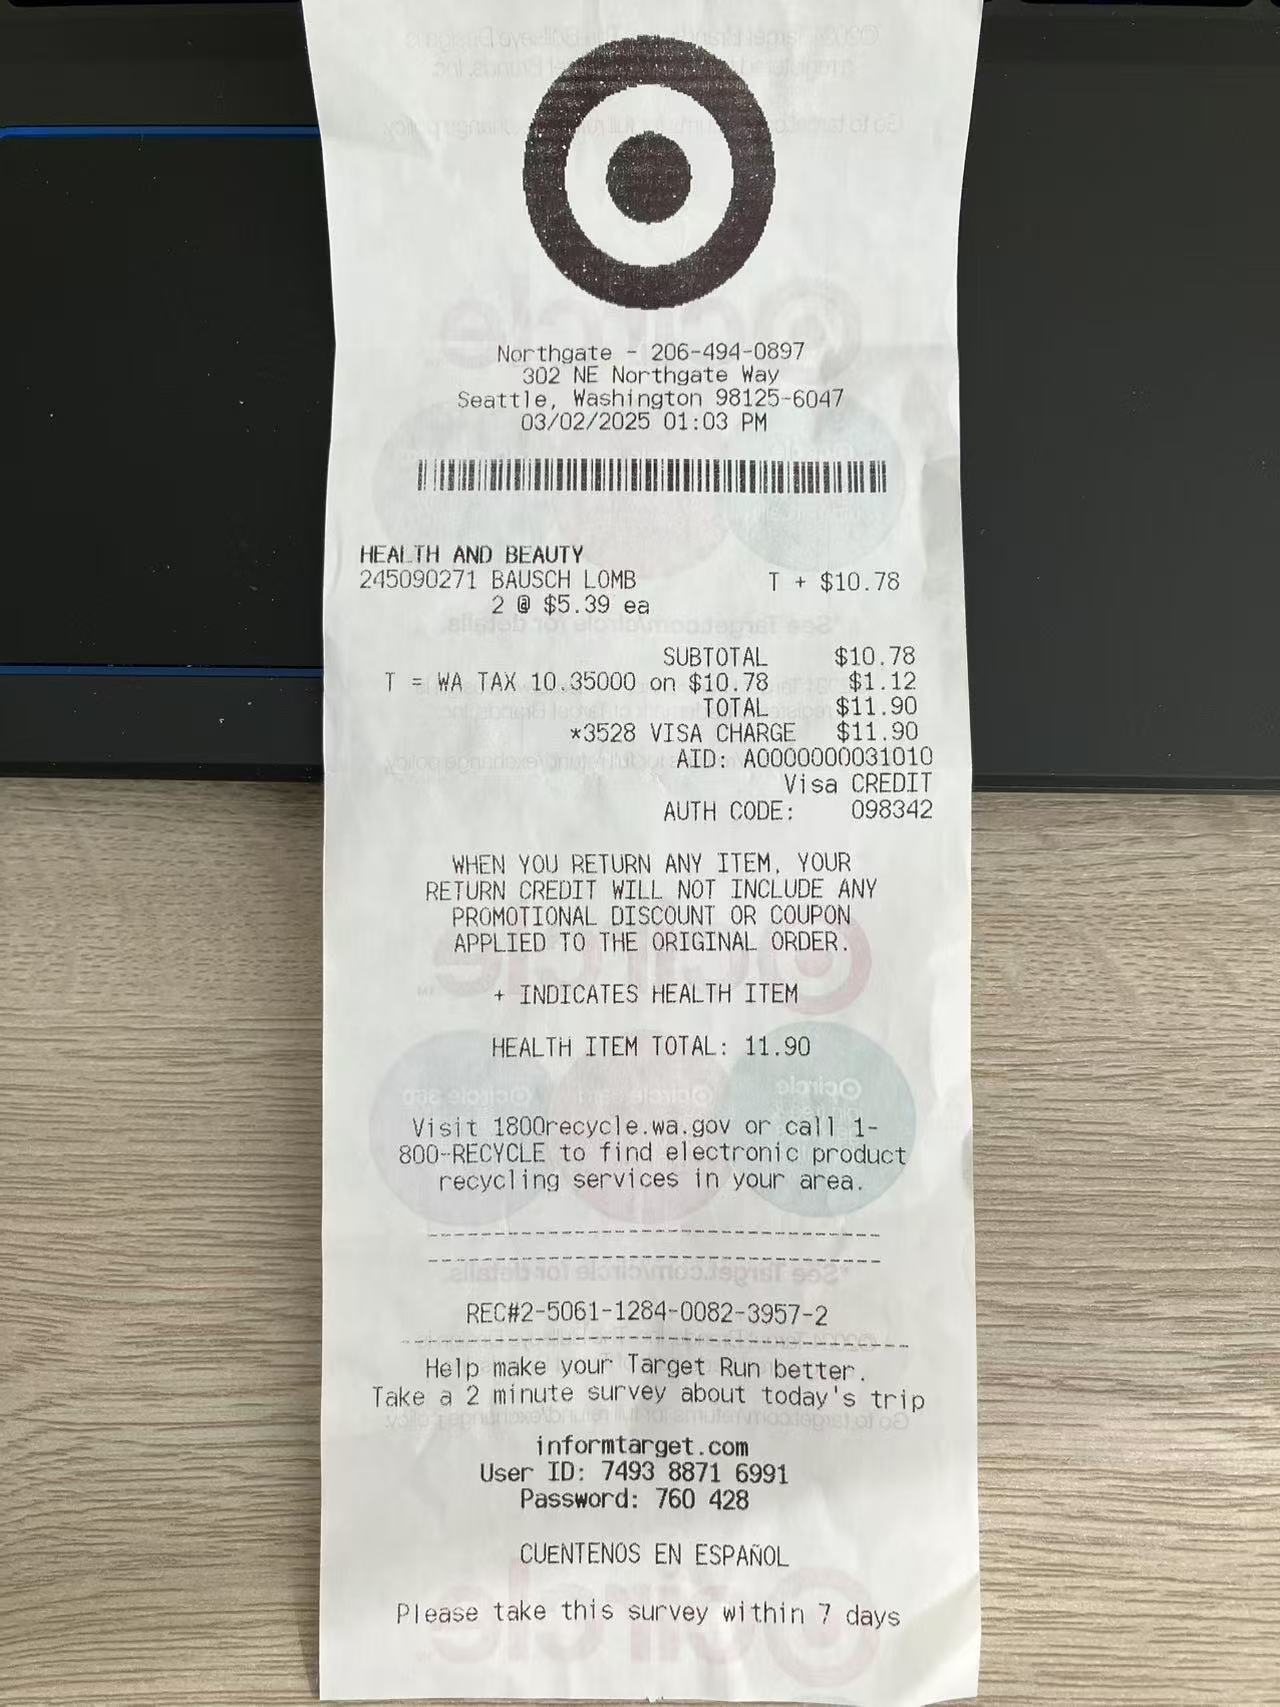 Northgate - 206-494-0897
302 NE Northgate Way
Seattle, Washington 98125-6047
03/02/2025 01:03 PM
HEALTH AND BEAUTY
245090271 BAUSCH LOMB T + $10.78
2 @ $5.39 ea
SUBTOTAL $10.78
T = WA TAX 10.35000 on $10.78 $1.12
TOTAL $11.90
*3528 VISA CHARGE $11.90
AID: A0000000031010
Visa CREDIT
AUTH CODE: 098342
WHEN YOU RETURN ANY ITEM, YOUR
RETURN CREDIT WILL NOT INCLUDE ANY
PROMOTIONAL DISCOUNT OR COUPON
APPLIED TO THE ORIGINAL ORDER.
+ INDICATES HEALTH ITEM
HEALTH ITEM TOTAL: 11.90
Visit 1800recycle.wa.gov or call 1-
800-RECYCLE to find electronic product
recycling services in your area.
REC#2-5061-1284-0082-3957-2
Help make your Target Run better.
Take a 2 minute survey about today's trip
informtarget.com
User ID: 7493 8871 6991
Password: 760 428
CUENTENOS EN ESPAÑOL
Please take this survey within 7 days